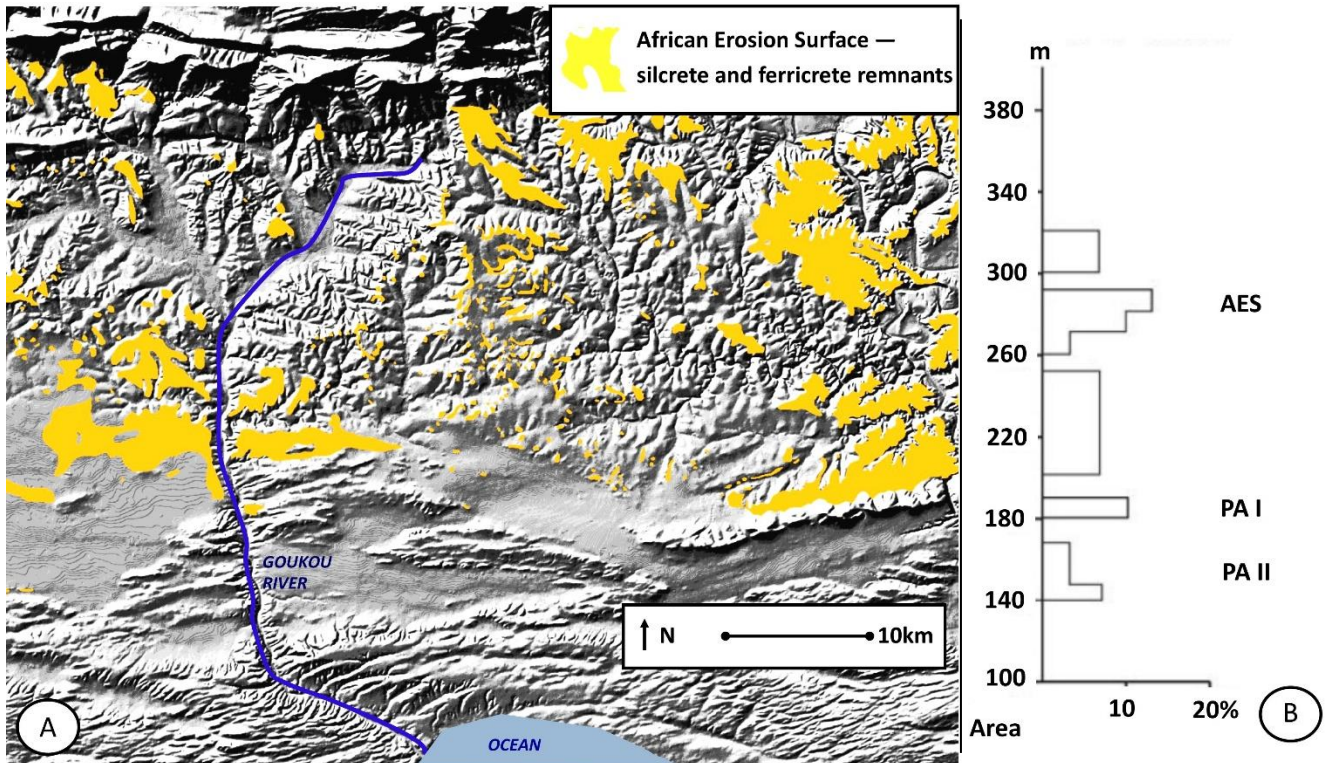 African Erosion Surface —
silcrete and ferricrete remnants
GOUKOU
RIVER
N
10km
OCEAN
A
m
380
340
300
AES
260
220
180
PA I
PA II
140
100
Area
10
20%
B